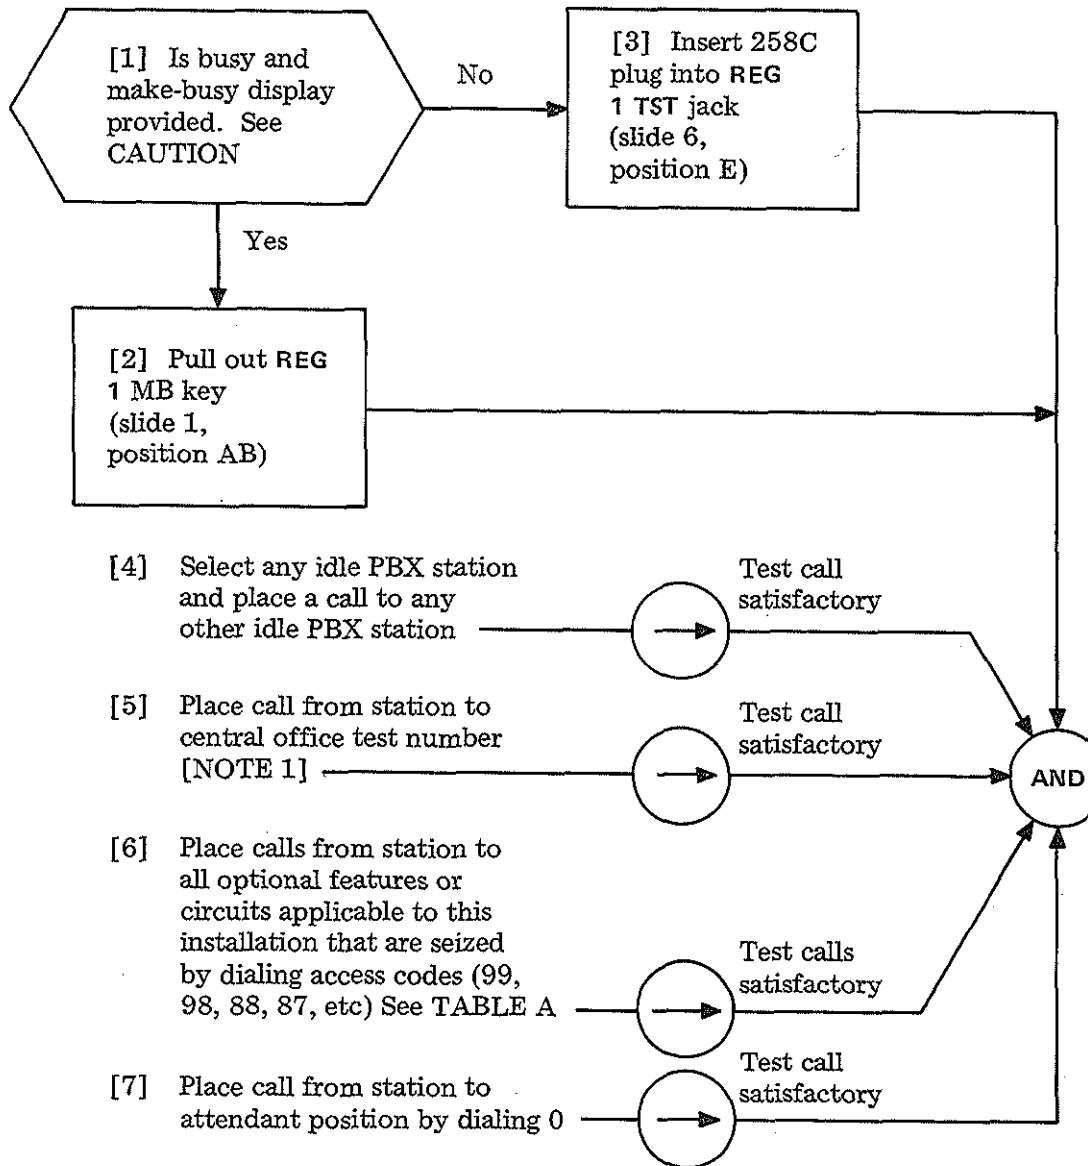 [1] Is busy and
make-busy display
provided. See
CAUTION
No
[3] Insert 258C
plug into REG
1 TST jack
(slide 6,
position E)
Yes
[2] Pull out REG
1 MB key
(slide 1,
position AB)
[4] Select any idle PBX station
and place a call to any
other idle PBX station
Test call
satisfactory
[5] Place call from station to
central office test number
[NOTE 1]
Test call
satisfactory
AND
[6] Place calls from station to
all optional features or
circuits applicable to this
installation that are seized
by dialing access codes (99,
98, 88, 87, etc) See TABLE A
Test calls
satisfactory
[7] Place call from station to
attendant position by dialing 0
Test call
satisfactory